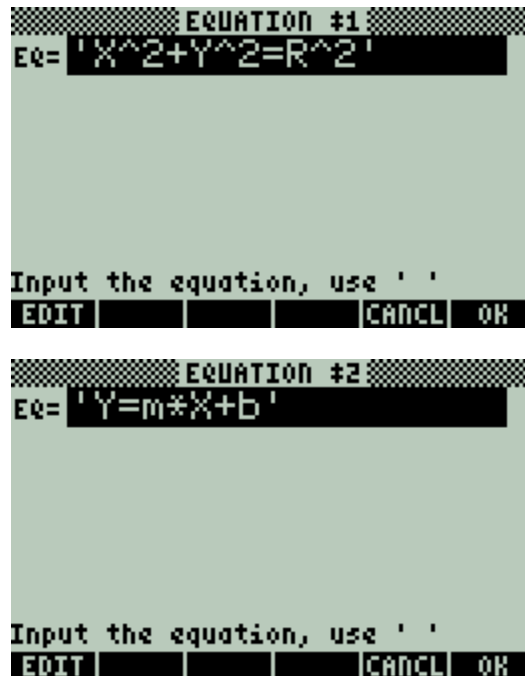 EQUATION #1
EQ= 'X^2+Y^2=R^2'
Input the equation, use ' '
EDIT CANCL OK
EQUATION #2
EQ= 'Y=m*X+b'
Input the equation, use ' '
EDIT CANCL OK